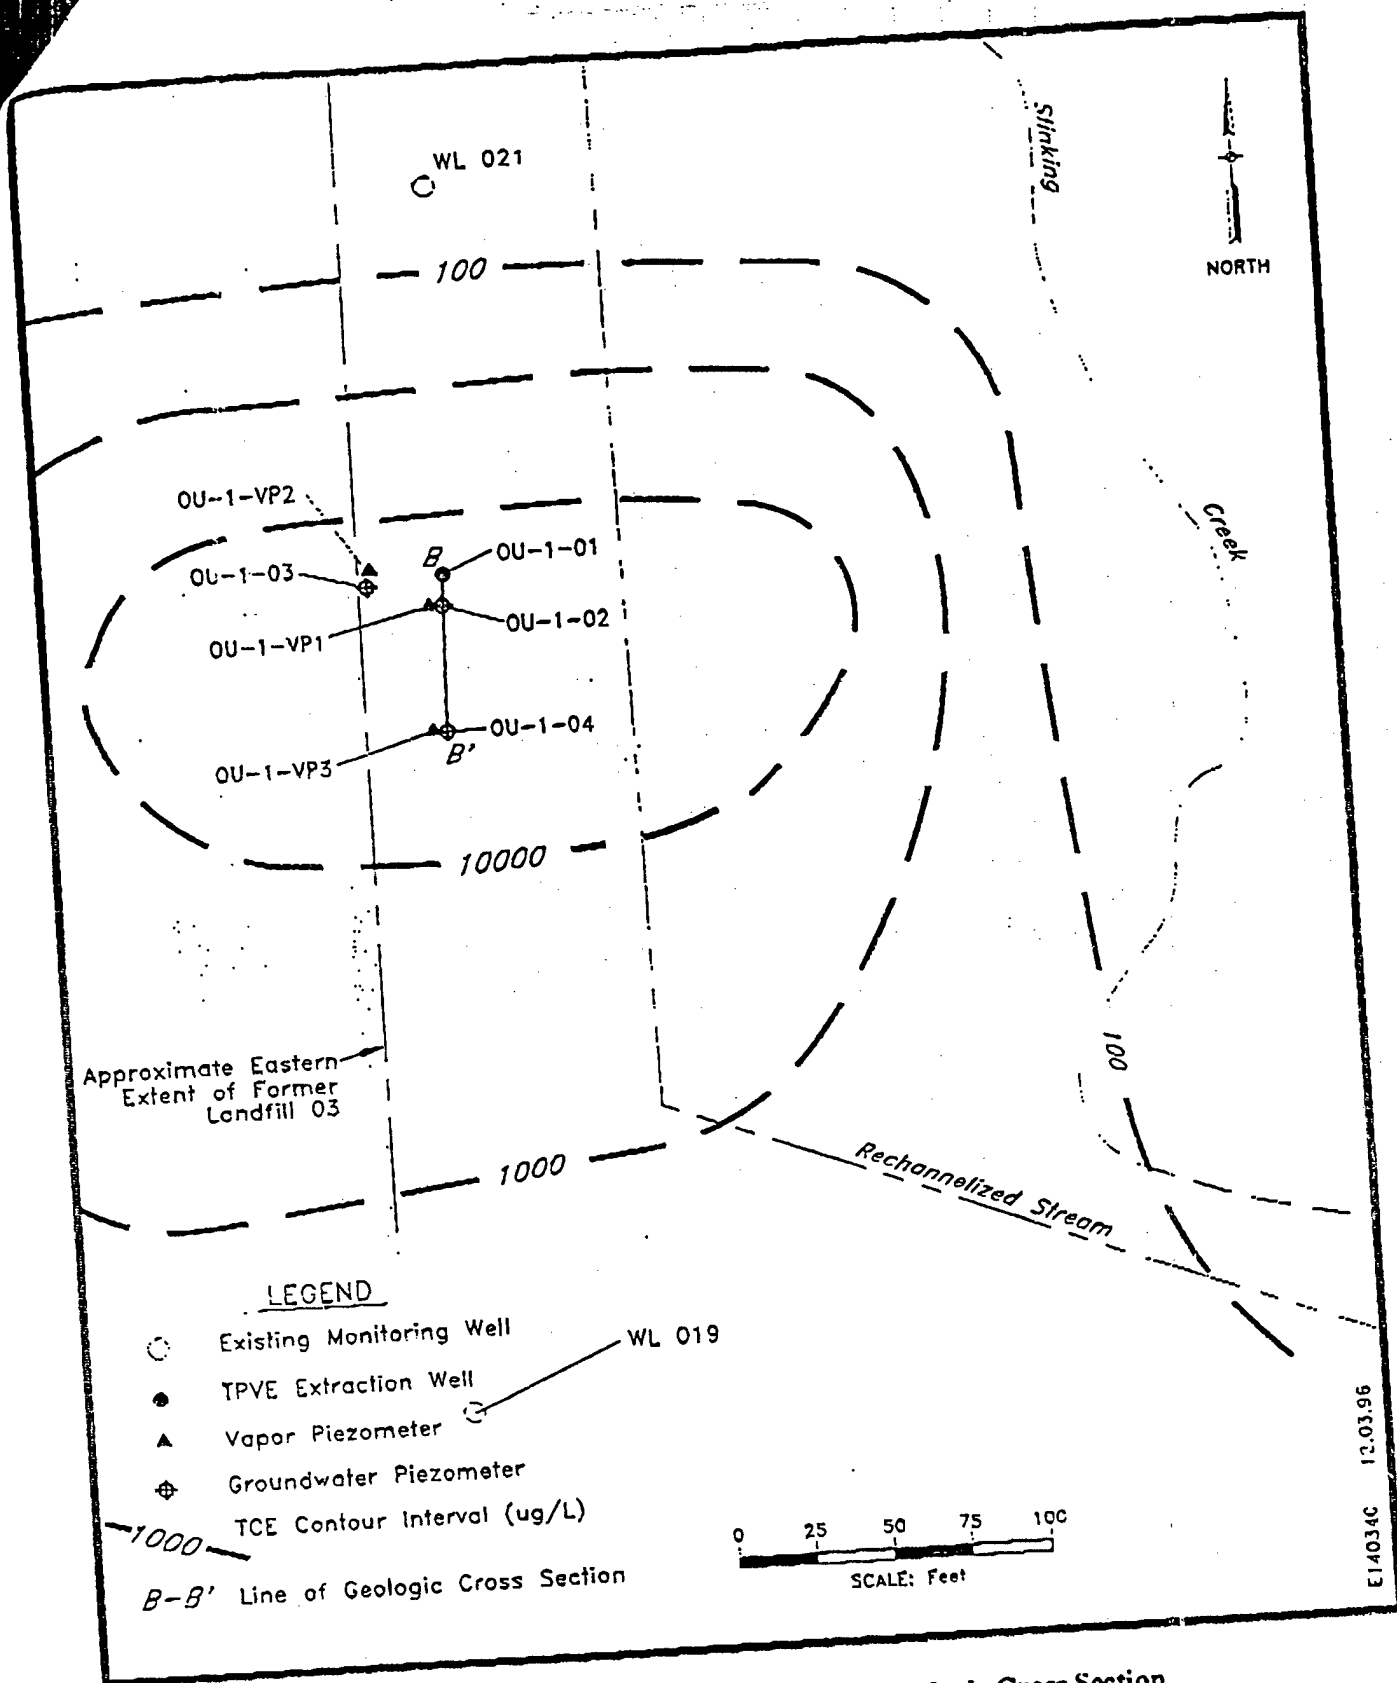 WL 021
Stinking
NORTH
100
OU-1-VP2
OU-1-03
B
OU-1-01
OU-1-VP1
OU-1-02
OU-1-04
B'
OU-1-VP3
Creek
10000
100
Approximate Eastern
Extent of Former
Landfill 03
1000
Rechannelized Stream
LEGEND
Existing Monitoring Well
WL 019
TPVE Extraction Well
Vapor Piezometer
Groundwater Piezometer
1000 TCE Contour Interval (ug/L)
B-B' Line of Geologic Cross Section
0 25 50 75 100
SCALE: Feet
E14034C 12.03.96
Cross Section